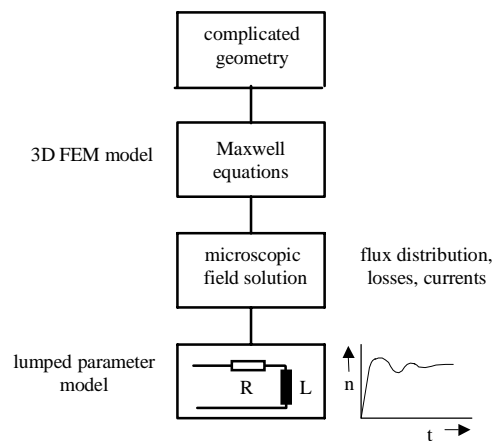 complicated
geometry
3D FEM model
Maxwell
equations
microscopic
field solution
flux distribution,
losses, currents
lumped parameter
model
R
L
n
t